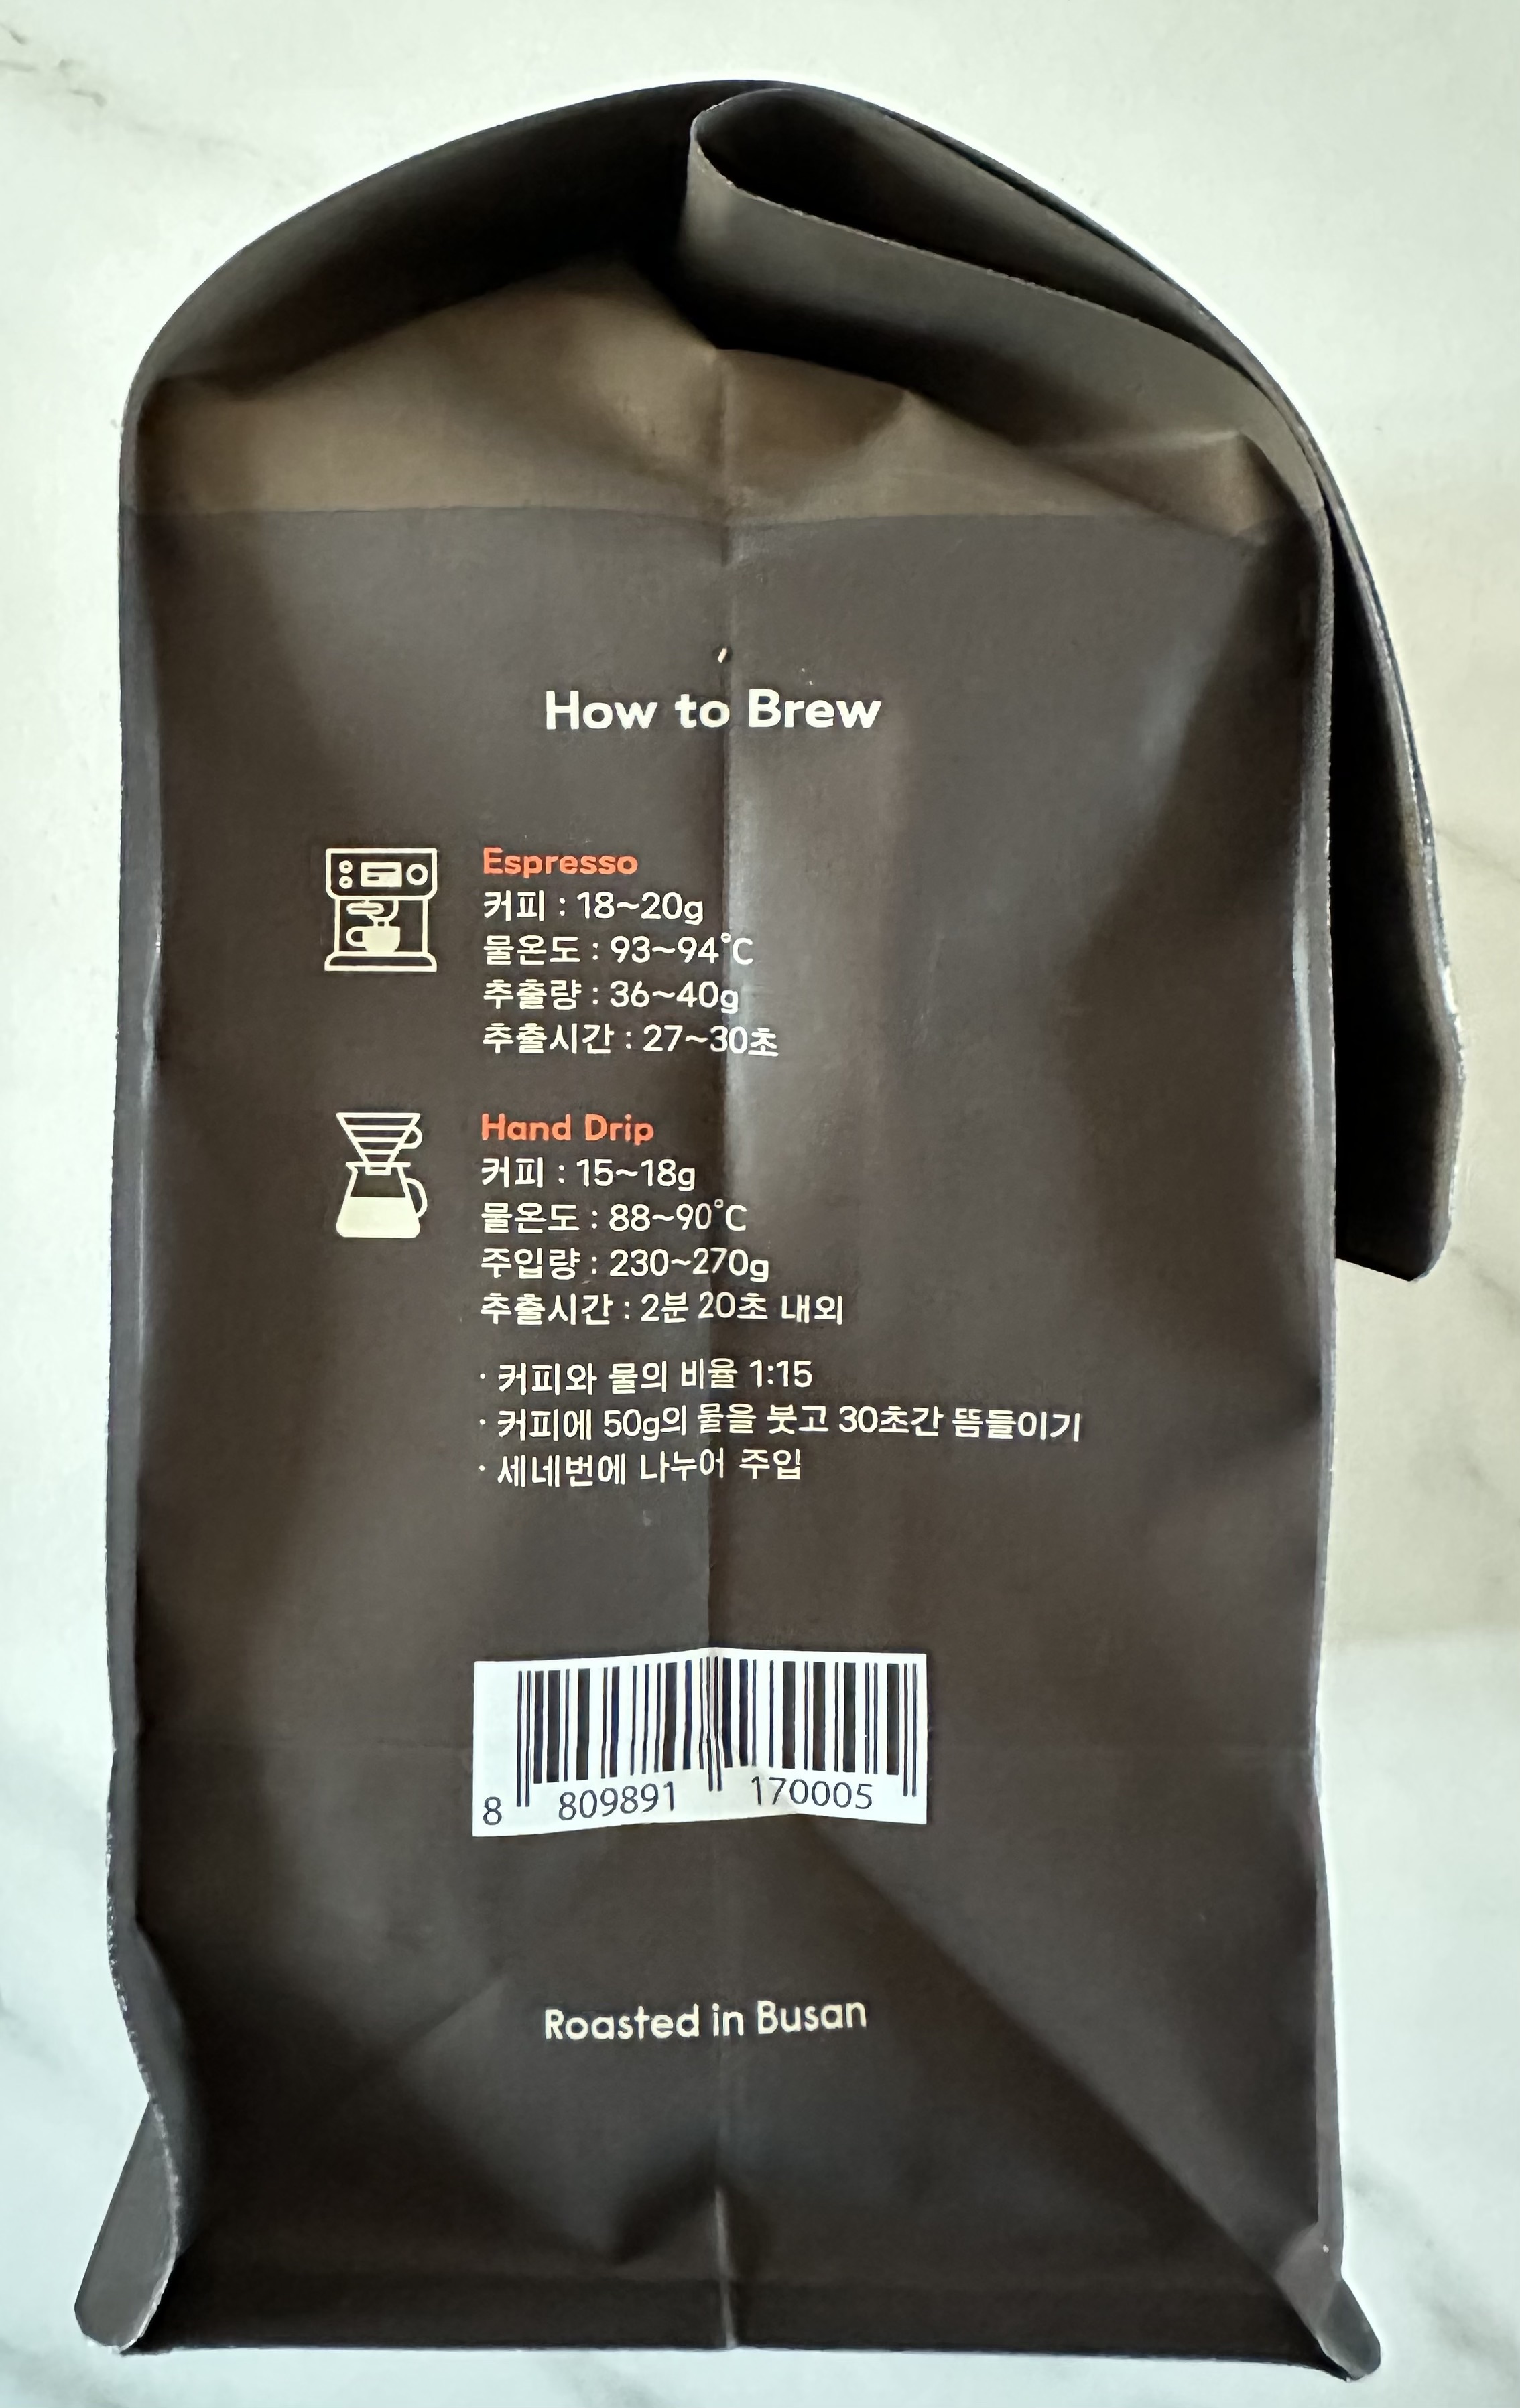 How to Brew
Espresso
커피 : 18~20g
물온도 : 93~94°C
추출량 : 36~40g
추출시간 : 27~30초
Hand Drip
커피 : 15~18g
물온도 : 88~90°C
주입량 : 230~270g
추출시간 : 2분 20초 내외
· 커피와 물의 비율 1:15
· 커피에 50g의 물을 붓고 30초간 뜸들이기
· 세네번에 나누어 주입
8 809891 170005
Roasted in Busan